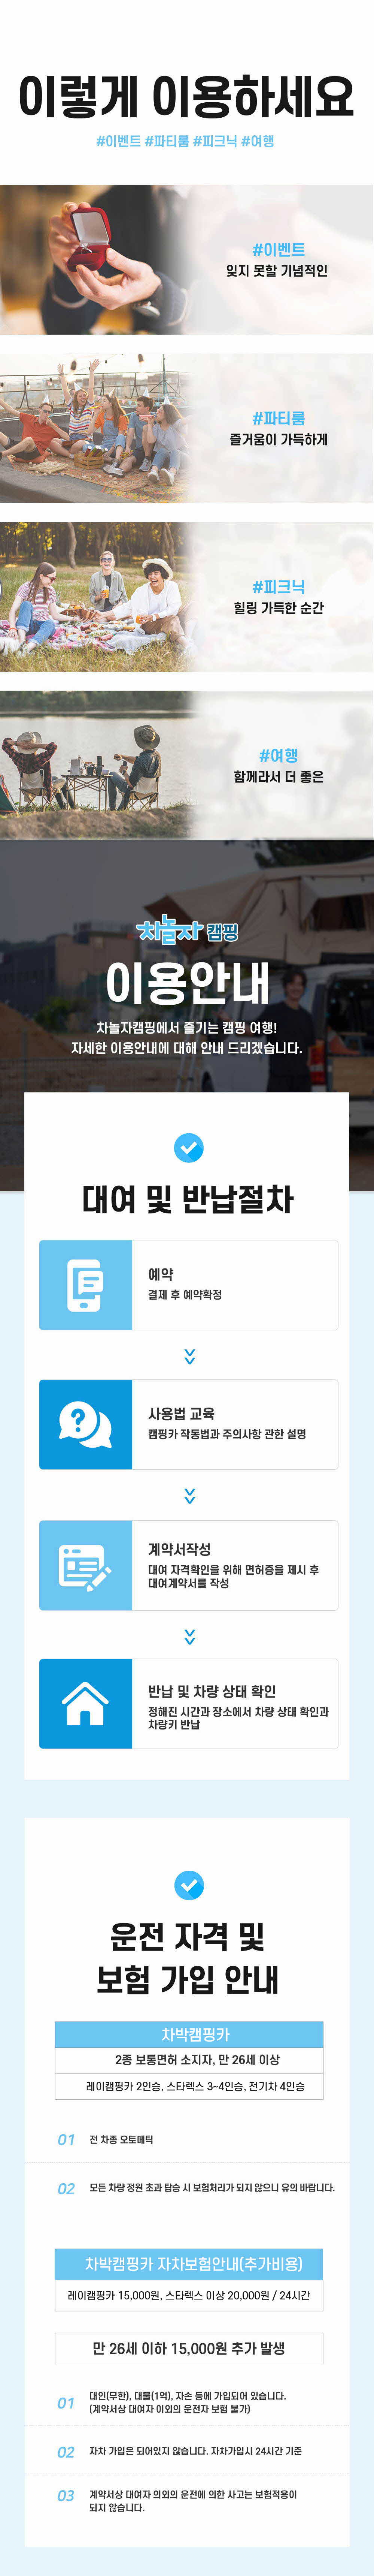 이렇게 이용하세요
#이벤트 #파티룸 #피크닉 #여행
#이벤트
잊지 못할 기념적인
#파티룸
즐거움이 가득하게
#피크닉
힐링 가득한 순간
#여행
함께라서 더 좋은
차놀자 캠핑
이용안내
차놀자캠핑에서 즐기는 캠핑 여행!
자세한 이용안내에 대해 안내 드리겠습니다.
대여 및 반납절차
예약
결제 후 예약확정
사용법 교육
캠핑카 작동법과 주의사항 관한 설명
계약서작성
대여 자격확인을 위해 면허증을 제시 후
대여계약서를 작성
반납 및 차량 상태 확인
정해진 시간과 장소에서 차량 상태 확인과
차량키 반납
운전 자격 및
보험 가입 안내
차박캠핑카
2종 보통면허 소지자, 만 26세 이상
레이캠핑카 2인승, 스타렉스 3~4인승, 전기차 4인승
01 전 차종 오토메틱
02 모든 차량 정원 초과 탑승 시 보험처리가 되지 않으니 유의 바랍니다.
차박캠핑카 자차보험안내(추가비용)
레이캠핑카 15,000원, 스타렉스 이상 20,000원 / 24시간
만 26세 이하 15,000원 추가 발생
01 대인(무한), 대물(1억), 자손 등에 가입되어 있습니다.
(계약서상 대여자 이외의 운전자 보험 불가)
02 자차 가입은 되어있지 않습니다. 자차가입시 24시간 기준
03 계약서상 대여자 의외의 운전에 의한 사고는 보험적용이
되지 않습니다.